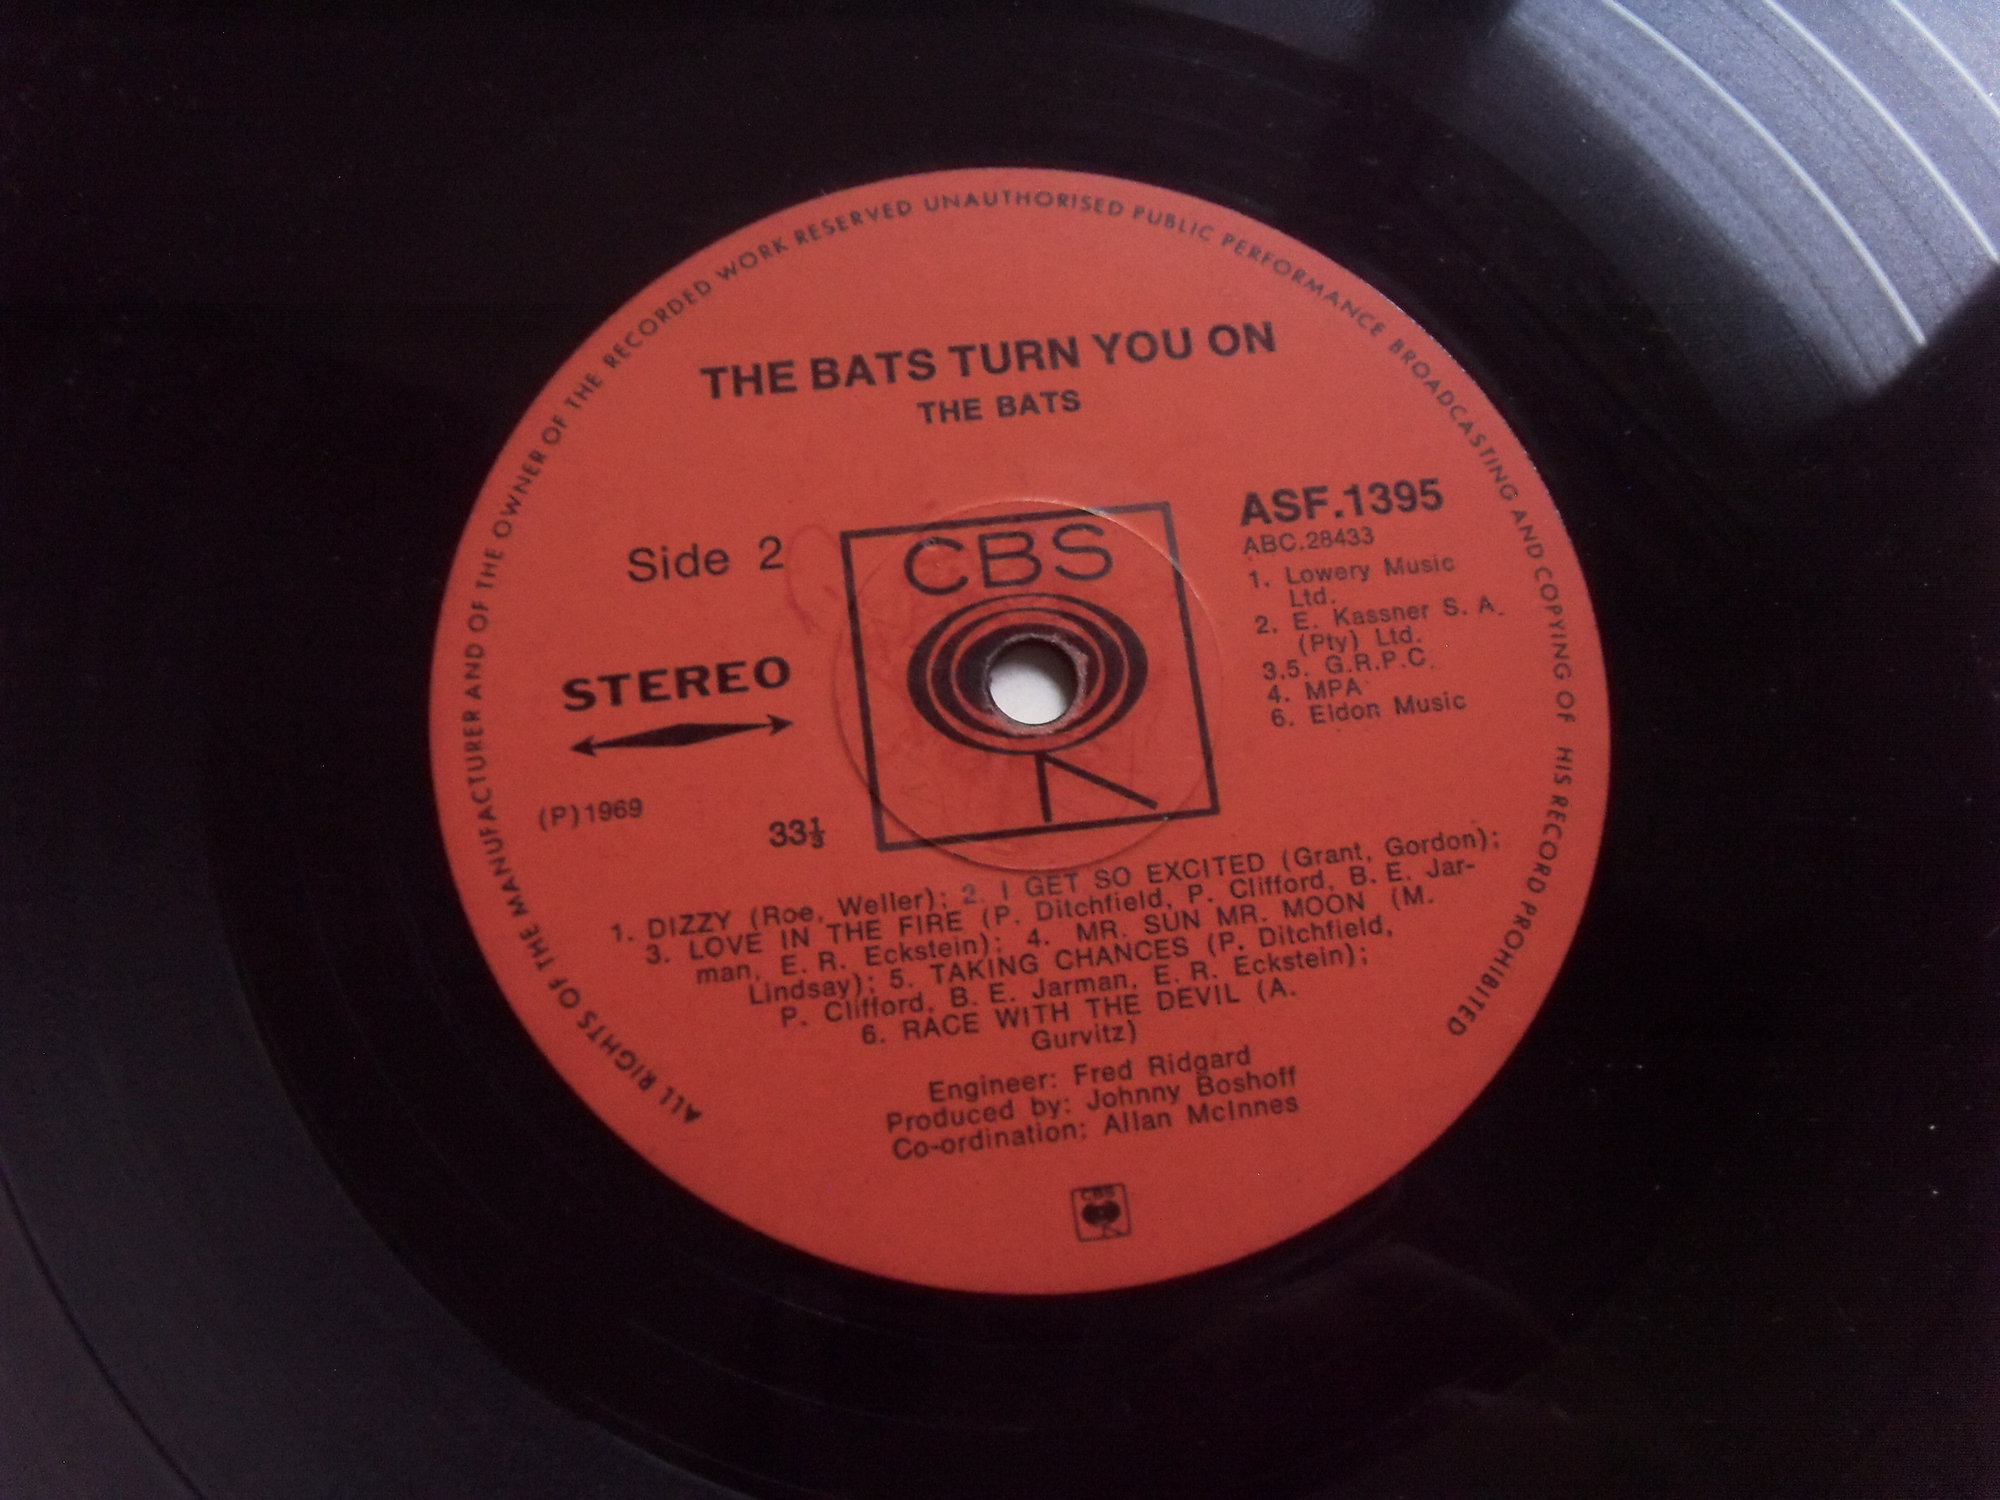 ALL RIGHTS OF THE MANUFACTURER AND OF THE OWNER OF THE RECORDED WORK RESERVED UNAUTHORISED PUBLIC PERFORMANCE BROADCASTING AND COPYING OF HIS RECORD PROHIBITED
THE BATS TURN YOU ON
THE BATS
Side 2
STEREO
(P)1969
33⅓
CBS
ASF.1395
ABC.28433
1. Lowery Music
Ltd.
2. E. Kassner S. A.
(Pty) Ltd.
3.5. G.R.P.C.
4. MPA
6. Eldon Music
1. DIZZY (Roe, Weller); 2. I GET SO EXCITED (Grant, Gordon);
3. LOVE IN THE FIRE (P. Ditchfield, P. Clifford, B. E. Jar-
man, E. R. Eckstein); 4. MR. SUN MR. MOON (M.
Lindsay); 5. TAKING CHANCES (P. Ditchfield,
P. Clifford, B. E. Jarman, E. R. Eckstein);
6. RACE WITH THE DEVIL (A.
Gurvitz)
Engineer: Fred Ridgard
Produced by: Johnny Boshoff
Co-ordination: Allan McInnes
CBS